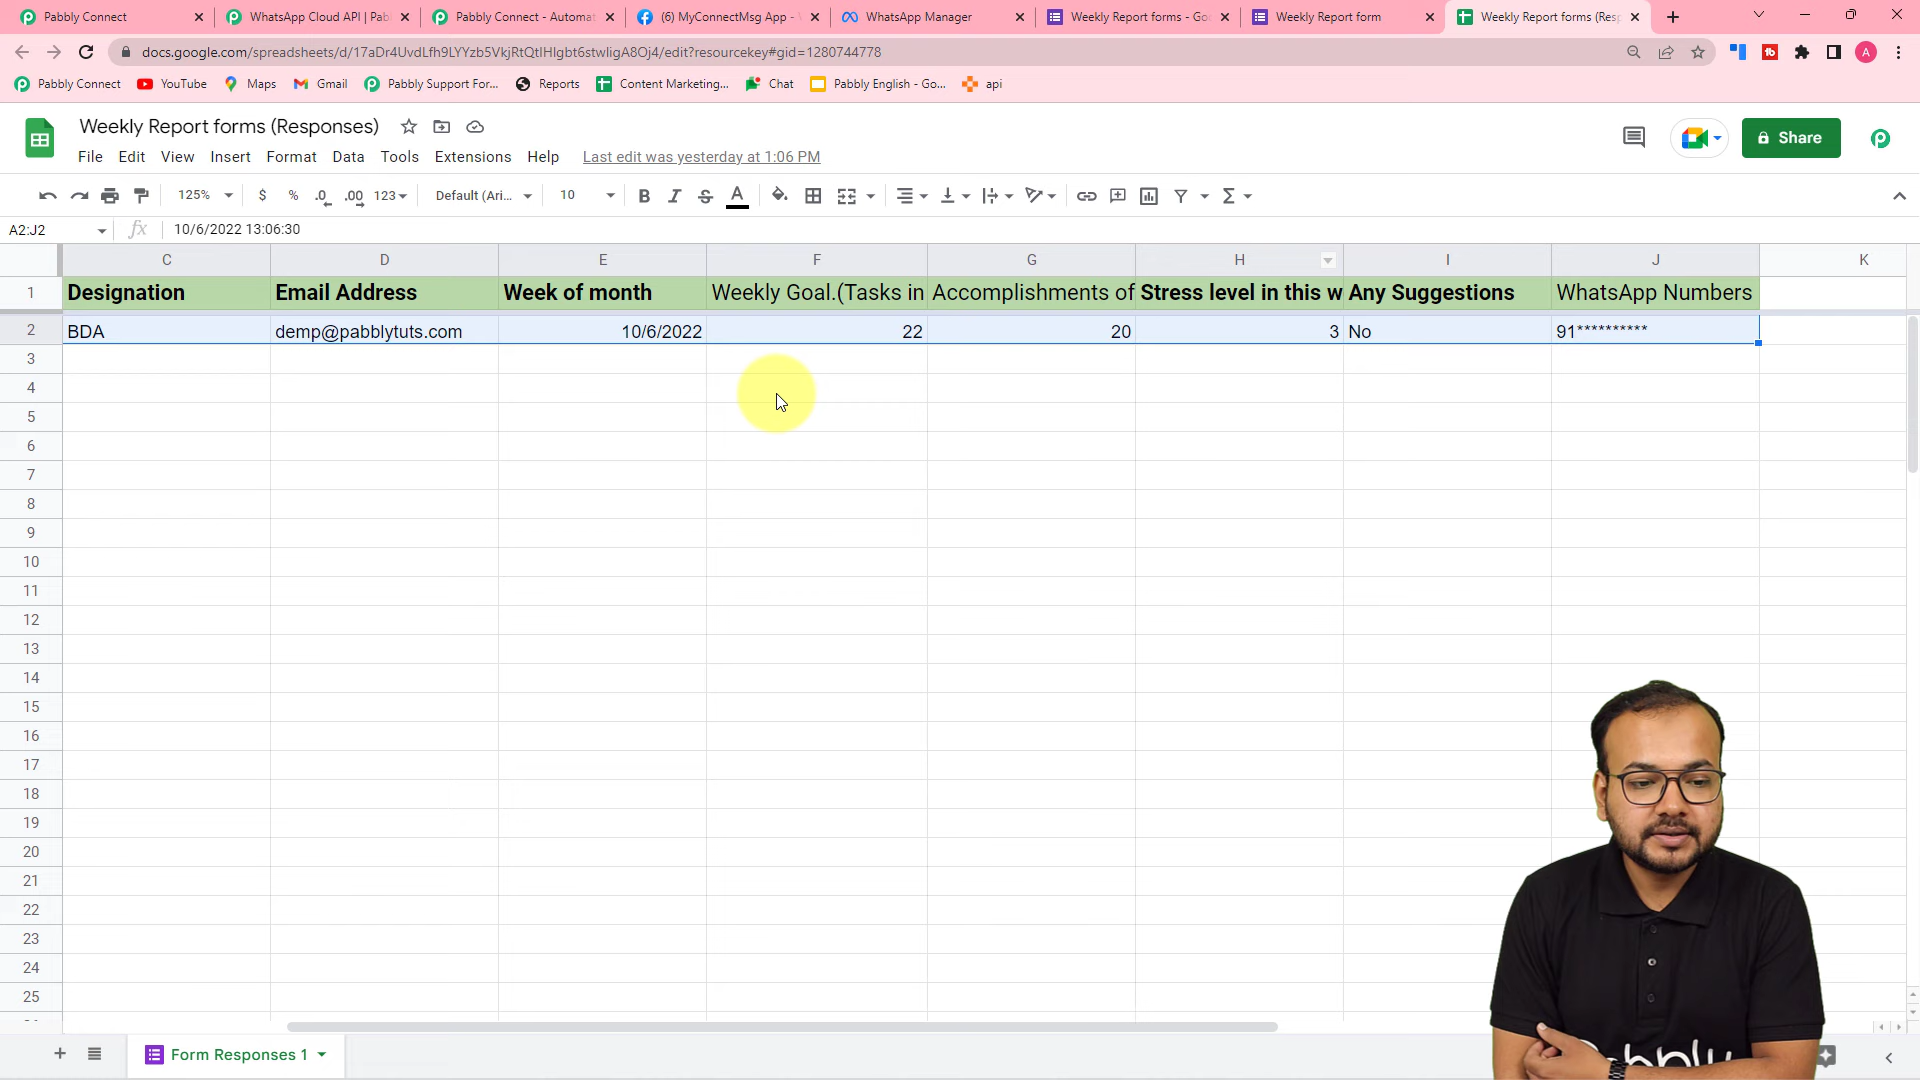 Pabbly Connect
WhatsApp Cloud API | Pab
Pabbly Connect - Automat
(6) MyConnectMsg App -
WhatsApp Manager
Weekly Report forms - Go
Weekly Report form
Weekly Report forms (Resp
docs.google.com/spreadsheets/d/17aDr4UvdLfh9LYYzb5VkjRtQtIHIgbt6stwIigA8Oj4/edit?resourcekey#gid=1280744778
A
Pabbly Connect
YouTube
Maps
Gmail
Pabbly Support For...
Reports
Content Marketing...
Chat
Pabbly English - Go...
api
Weekly Report forms (Responses)
File Edit View Insert Format Data Tools Extensions Help Last edit was yesterday at 1:06 PM
Share
125% $ % .0 .00 123 Default (Ari... 10 B I S A Σ
A2:J2 fx 10/6/2022 13:06:30
C D E F G H I J K
1 Designation Email Address Week of month Weekly Goal.(Tasks in Accomplishments of Stress level in this w Any Suggestions WhatsApp Numbers
2 BDA demp@pabblytuts.com 10/6/2022 22 20 3 No 91**********
3
4
5
6
7
8
9
10
11
12
13
14
15
16
17
18
19
20
21
22
23
24
25
Form Responses 1
Pabbly